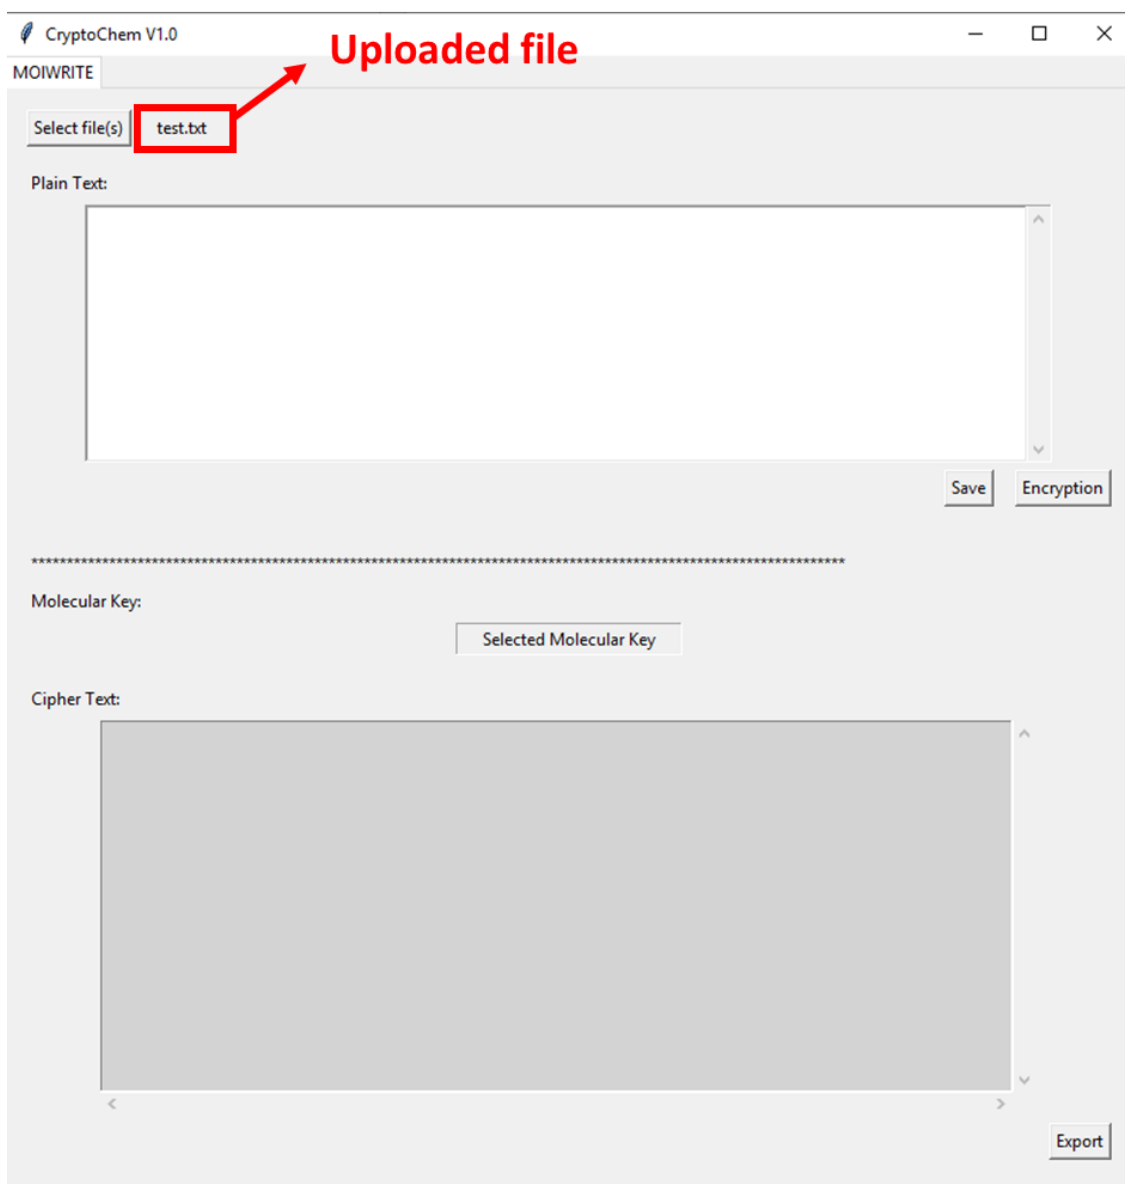 CryptoChem V1.0
Uploaded file
MOIWRITE
Select file(s) test.txt
Plain Text:
Save Encryption
*******************************************************************************************************************
Molecular Key:
Selected Molecular Key
Cipher Text:
Export